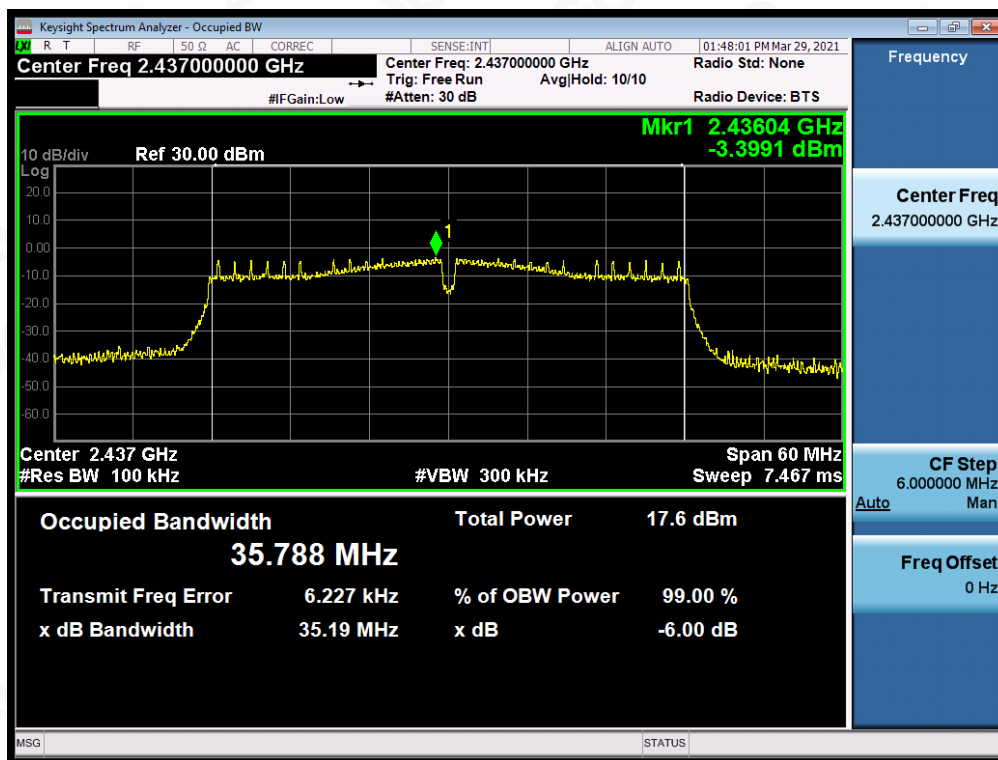 Keysight Spectrum Analyzer - Occupied BW
LXI R T RF 50 Ω AC CORREC SENSE:INT ALIGN AUTO 01:48:01 PM Mar 29, 2021
Center Freq 2.437000000 GHz
Center Freq: 2.437000000 GHz
Radio Std: None
Trig: Free Run Avg|Hold: 10/10
#IFGain:Low
#Atten: 30 dB
Radio Device: BTS
Mkr1 2.43604 GHz
-3.3991 dBm
10 dB/div Ref 30.00 dBm
Log
20.0
10.0
0.00
-10.0
-20.0
-30.0
-40.0
-50.0
-60.0
1
Center 2.437 GHz Span 60 MHz
#Res BW 100 kHz #VBW 300 kHz Sweep 7.467 ms
Occupied Bandwidth Total Power 17.6 dBm
35.788 MHz
Transmit Freq Error 6.227 kHz % of OBW Power 99.00 %
x dB Bandwidth 35.19 MHz x dB -6.00 dB
MSG STATUS
Frequency
Center Freq
2.437000000 GHz
CF Step
6.000000 MHz
Auto Man
Freq Offset
0 Hz